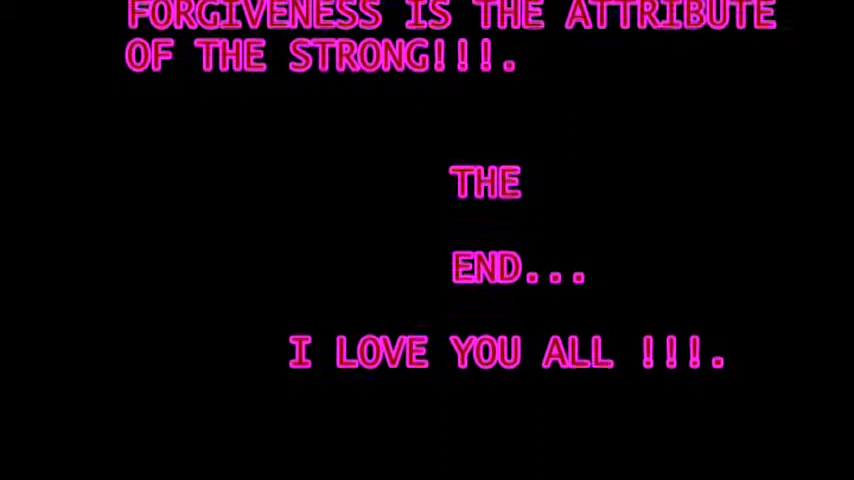 FORGIVENESS IS THE ATTRIBUTE
OF THE STRONG!!!.
THE
END...
I LOVE YOU ALL !!!.